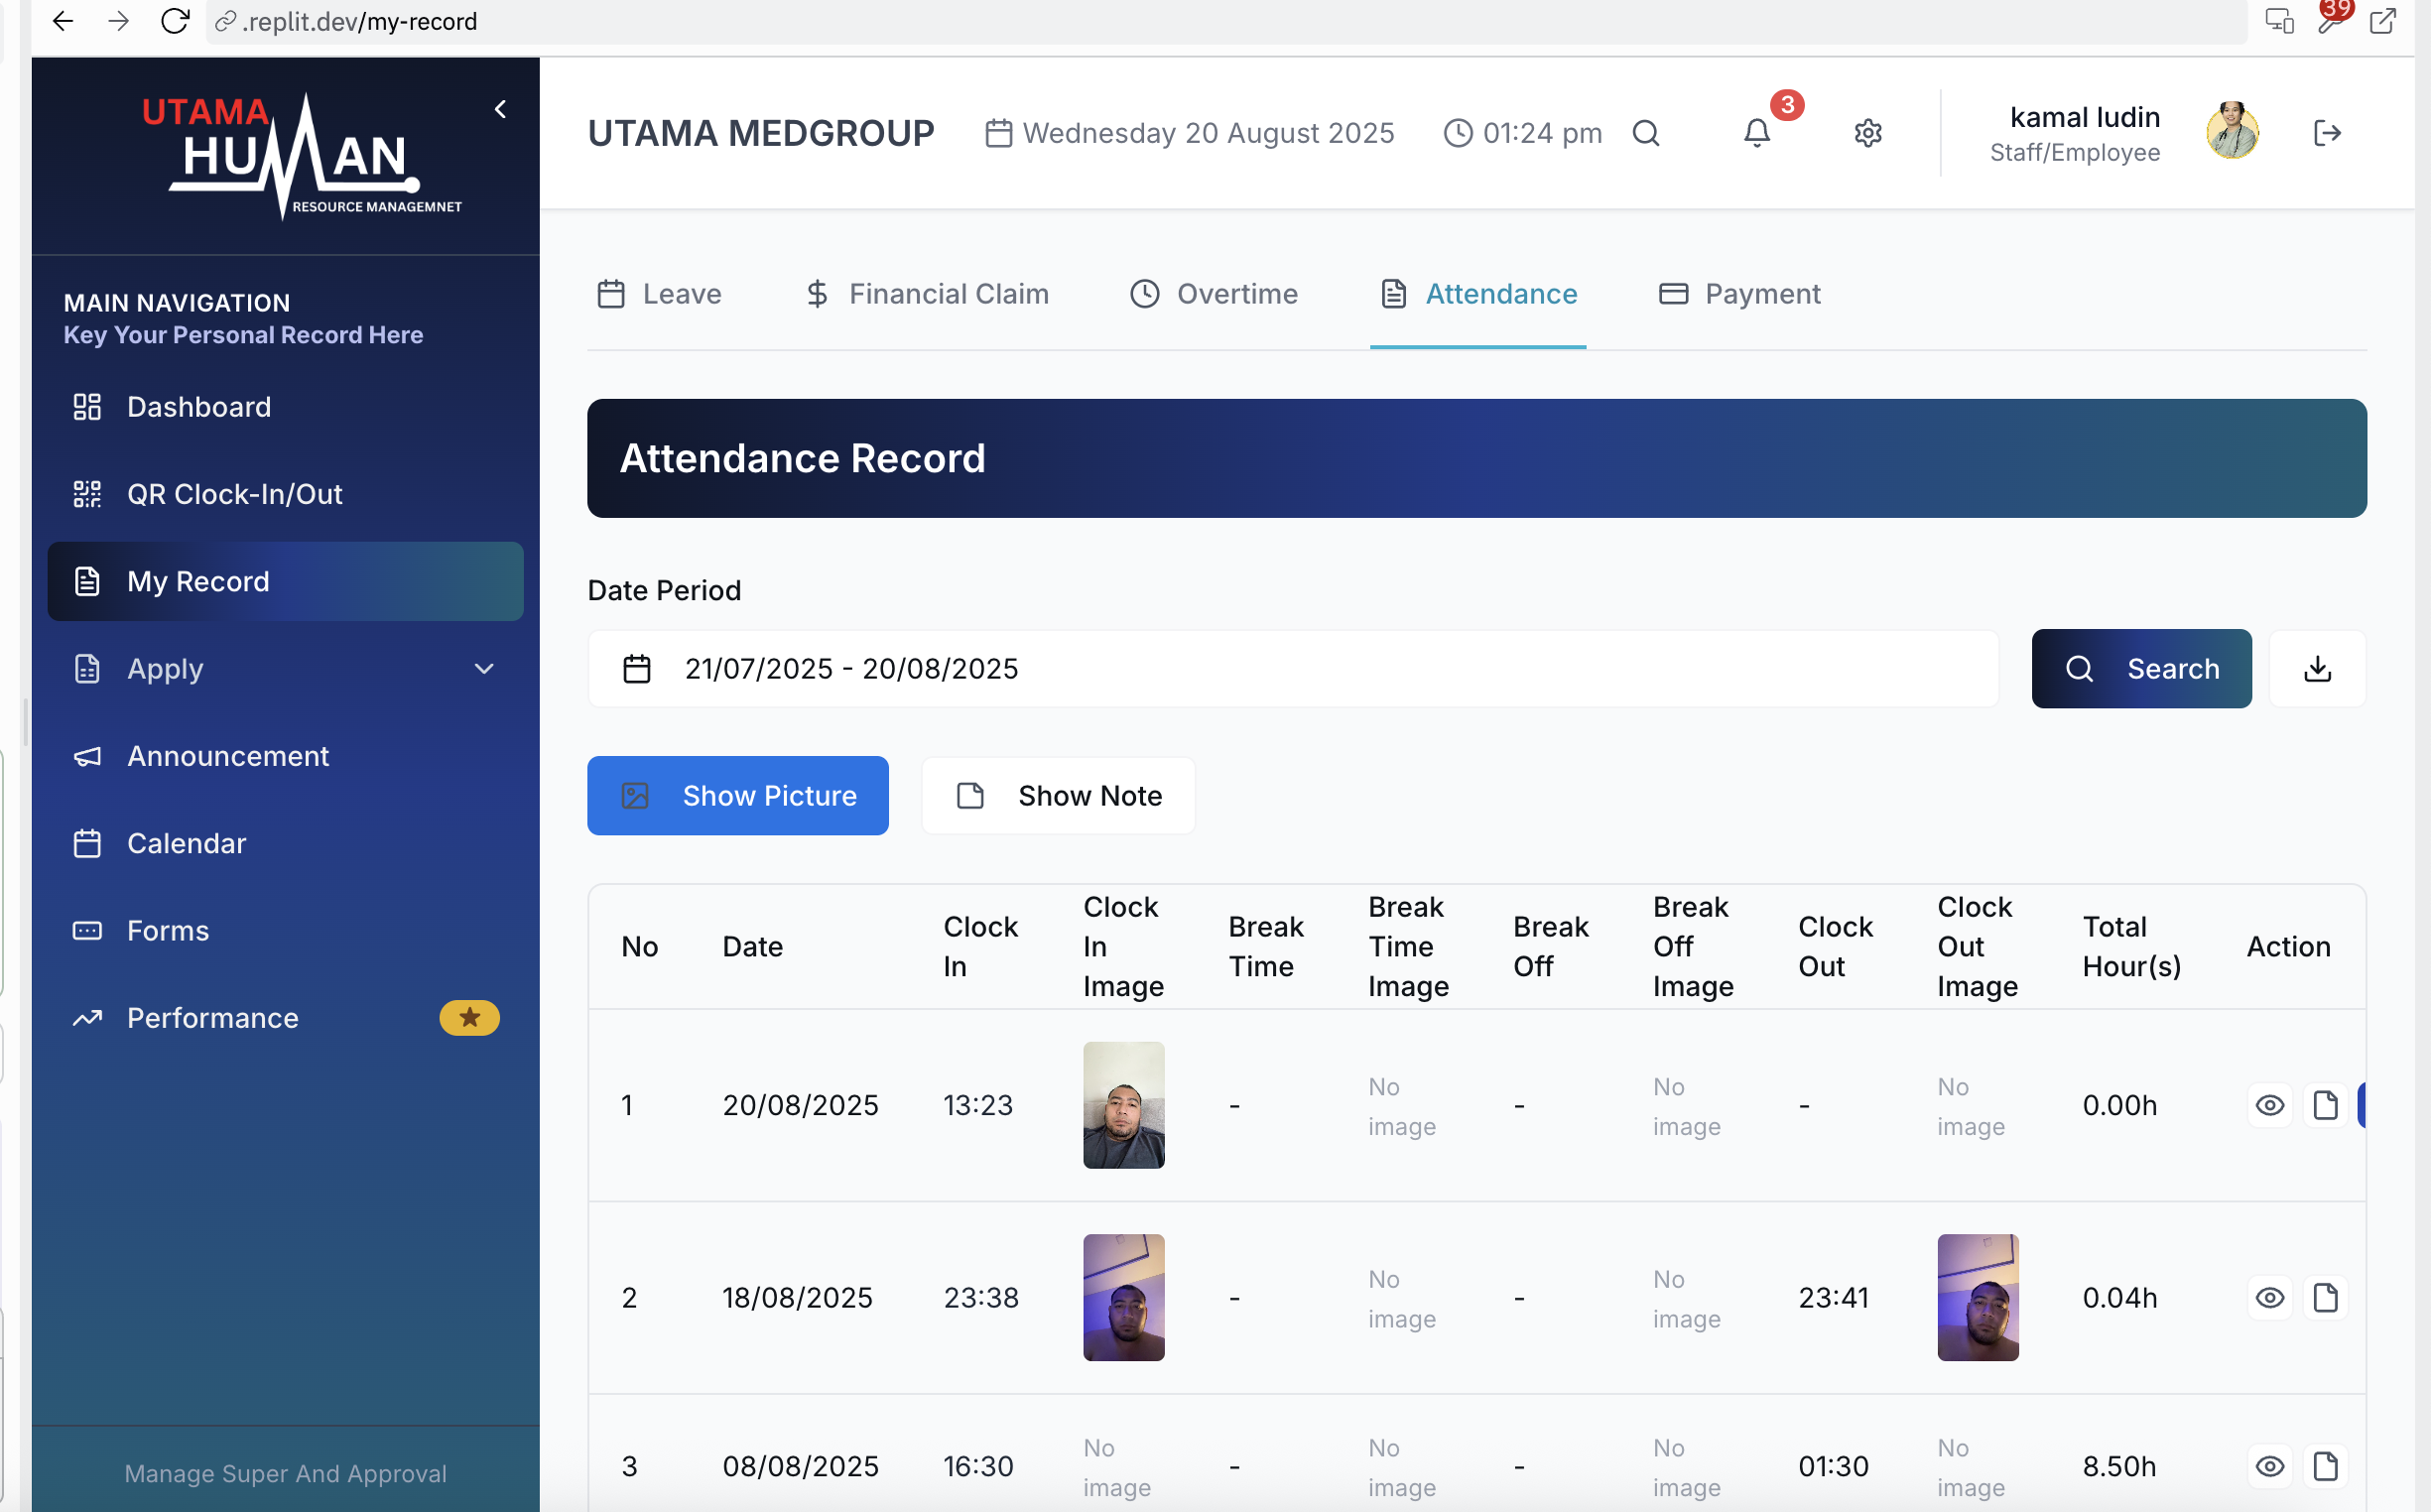 .replit.dev/my-record
39
UTAMA
HUMAN
RESOURCE MANAGEMNET
UTAMA MEDGROUP
Wednesday 20 August 2025
01:24 pm
3
kamal ludin
Staff/Employee
MAIN NAVIGATION
Key Your Personal Record Here
Dashboard
QR Clock-In/Out
My Record
Apply
Announcement
Calendar
Forms
Performance
Manage Super And Approval
Leave
Financial Claim
Overtime
Attendance
Payment
Attendance Record
Date Period
21/07/2025 - 20/08/2025
Search
Show Picture
Show Note
No
Date
Clock
In
Clock
In
Image
Break
Time
Break
Time
Image
Break
Off
Break
Off
Image
Clock
Out
Clock
Out
Image
Total
Hour(s)
Action
1
20/08/2025
13:23
-
No
image
-
No
image
-
No
image
0.00h
2
18/08/2025
23:38
-
No
image
-
No
image
23:41
0.04h
3
08/08/2025
16:30
No
image
-
No
image
-
No
image
01:30
No
image
8.50h